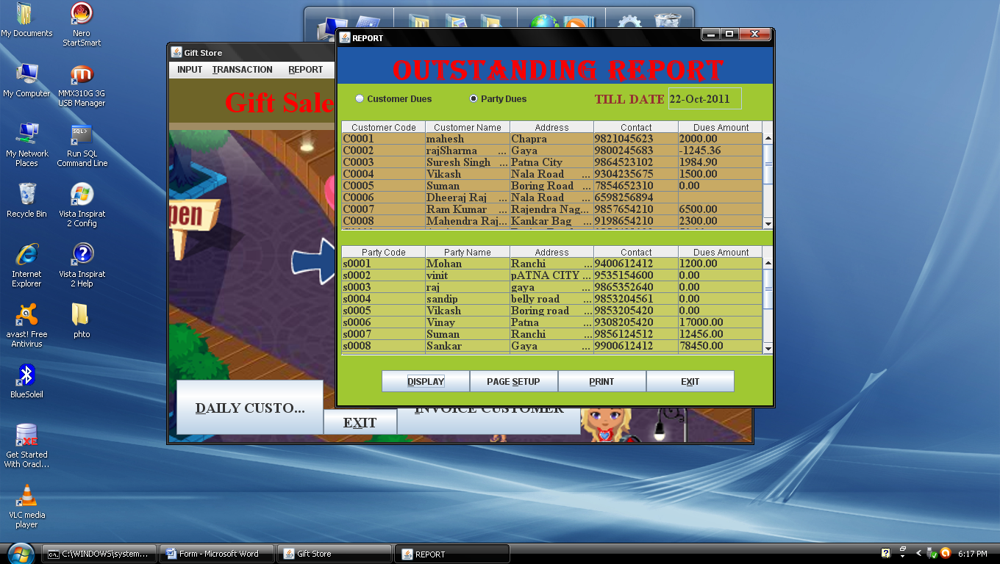 My Documents
Nero
StartSmart
My Computer
MMX310G 3G
USB Manager
My Network
Places
Run SQL
Command Line
Recycle Bin
Vista Inspirat
2 Config
Internet
Explorer
Vista Inspirat
2 Help
avast! Free
Antivirus
phto
BlueSoleil
Get Started
With Oracl...
VLC media
player
Gift Store
INPUT TRANSACTION REPORT
Gift Sale
pen
DAILY CUSTO...
EXIT
INVOICE CUSTOMER
REPORT
OUTSTANDING REPORT
Customer Dues Party Dues TILL DATE 22-Oct-2011
Customer Code Customer Name Address Contact Dues Amount
C0001 mahesh Chapra 9821045623 2000.00
C0002 rajSharma ... Gaya 9800245683 -1245.36
C0003 Suresh Singh ... Patna City 9864523102 1984.90
C0004 Vikash Nala Road ... 9304235675 1500.00
C0005 Suman Boring Road ... 7854652310 0.00
C0006 Dheeraj Raj ... Nala Road ... 6598256894
C0007 Ram Kumar ... Rajendra Nag... 9857654210 6500.00
C0008 Mahendra Raj... Kankar Bag ... 9198654210 2300.00
Party Code Party Name Address Contact Dues Amount
s0001 Mohan Ranchi ... 9400612412 1200.00
s0002 vinit pATNA CITY ... 9535154600 0.00
s0003 raj gaya ... 9865352640 0.00
s0004 sandip belly road ... 9853204561 0.00
s0005 Vikash Boring road ... 9853205420 0.00
s0006 Vinay Patna ... 9308205420 17000.00
s0007 Suman Ranchi ... 9856124512 12456.00
s0008 Sankar Gaya ... 9900612412 78450.00
DISPLAY PAGE SETUP PRINT EXIT
C:\WINDOWS\system... Form - Microsoft Word Gift Store REPORT 6:17 PM